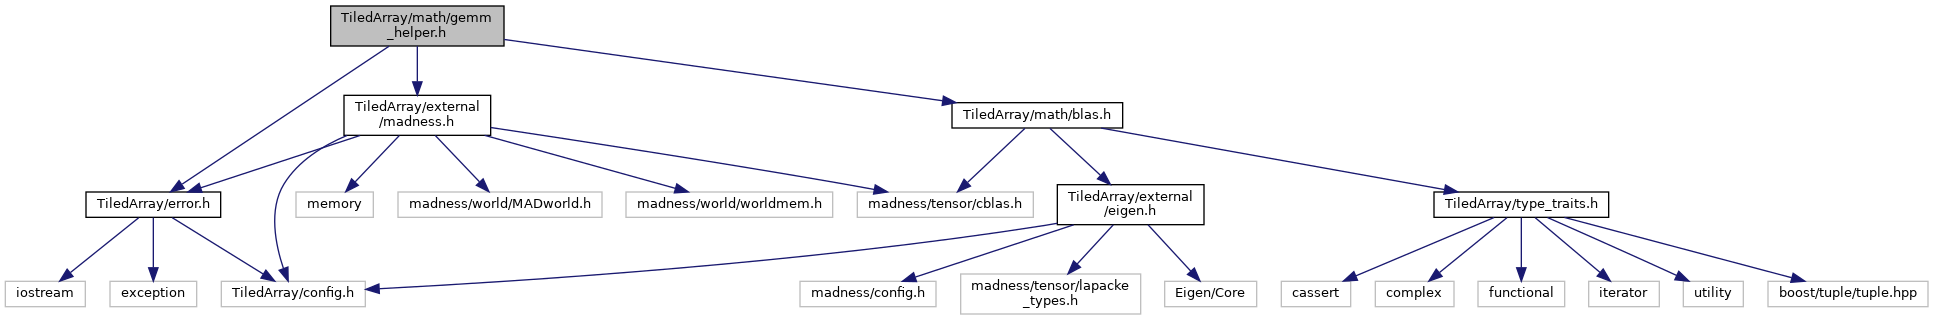 TiledArray/math/gemm
_helper.h
TiledArray/external
/madness.h
TiledArray/math/blas.h
TiledArray/error.h
memory
madness/world/MADworld.h
madness/world/worldmem.h
madness/tensor/cblas.h
TiledArray/external
/eigen.h
TiledArray/type_traits.h
iostream
exception
TiledArray/config.h
madness/config.h
madness/tensor/lapacke
_types.h
Eigen/Core
cassert
complex
functional
iterator
utility
boost/tuple/tuple.hpp